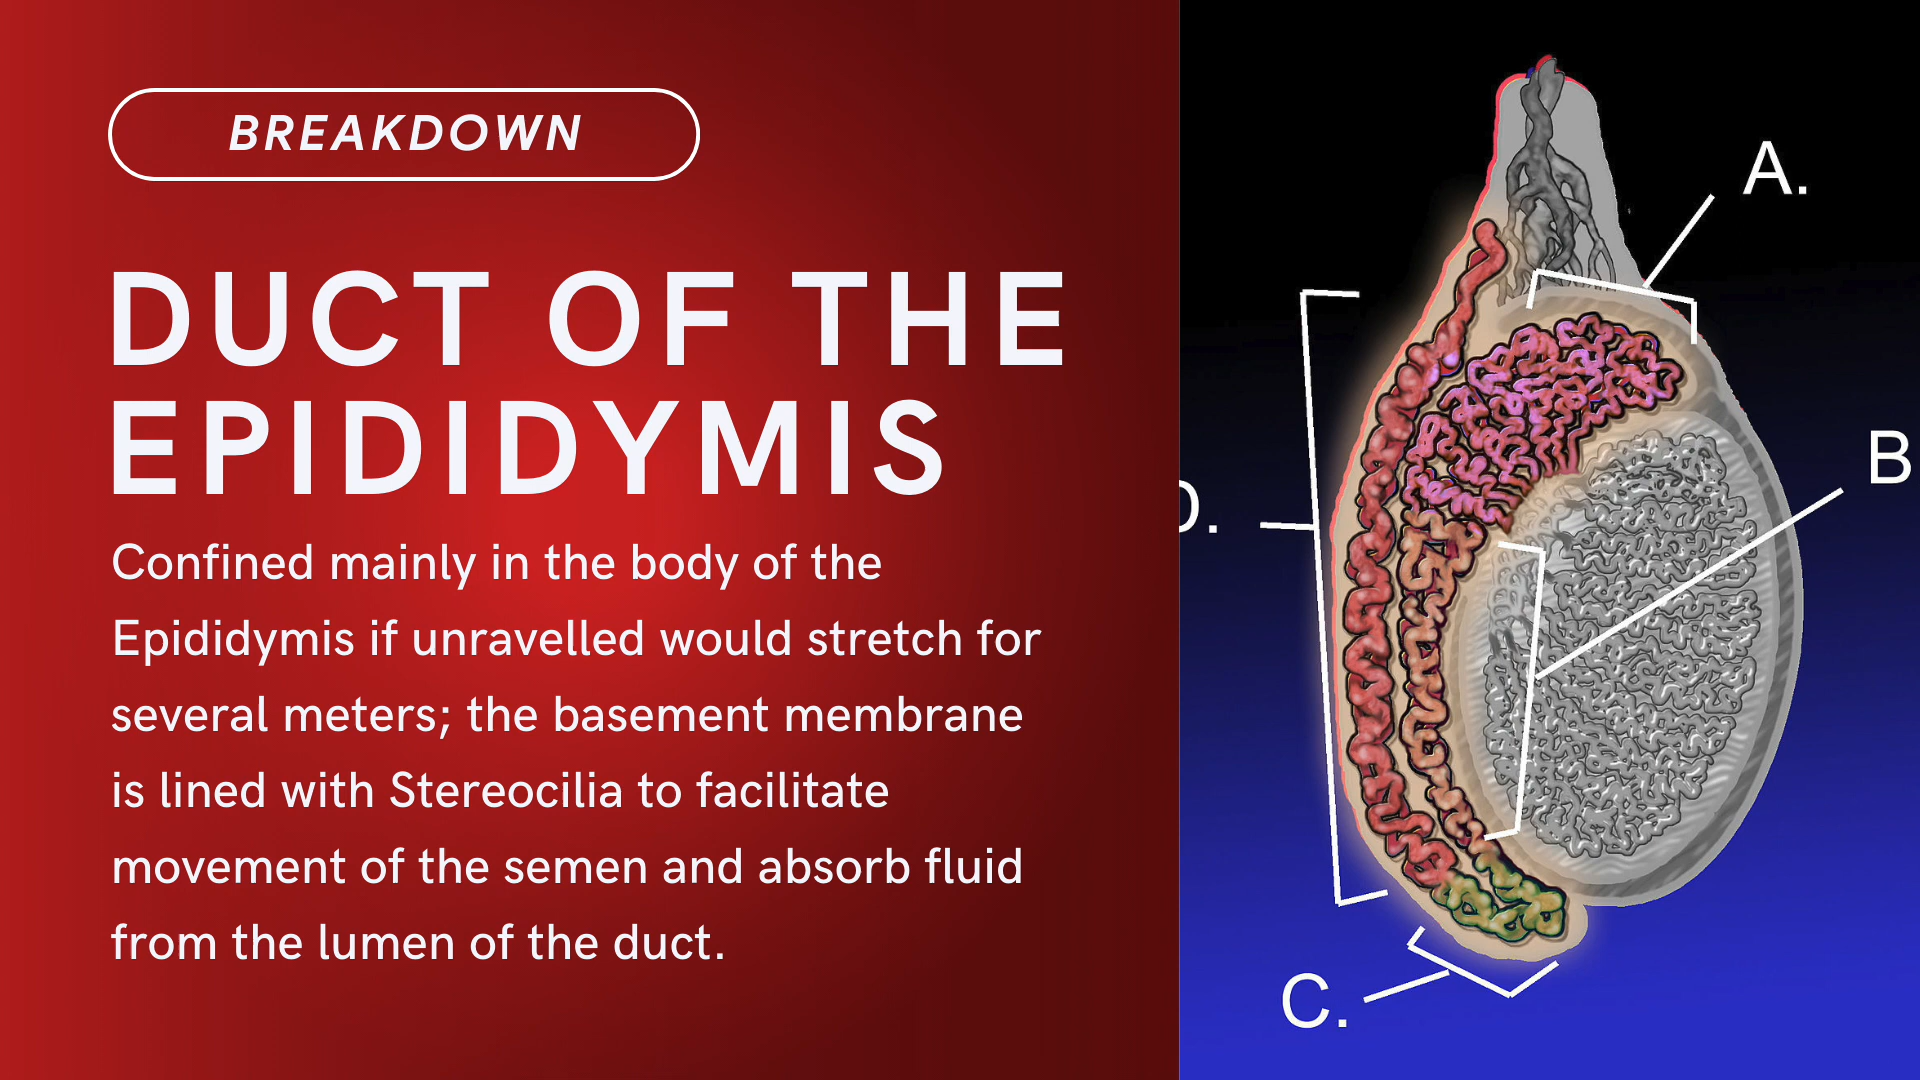 BREAKDOWN
DUCT OF THE
EPIDIDYMIS
Confined mainly in the body of the
Epididymis if unravelled would stretch for
several meters; the basement membrane
is lined with Stereocilia to facilitate
movement of the semen and absorb fluid
from the lumen of the duct.
A.
B
D.
C.